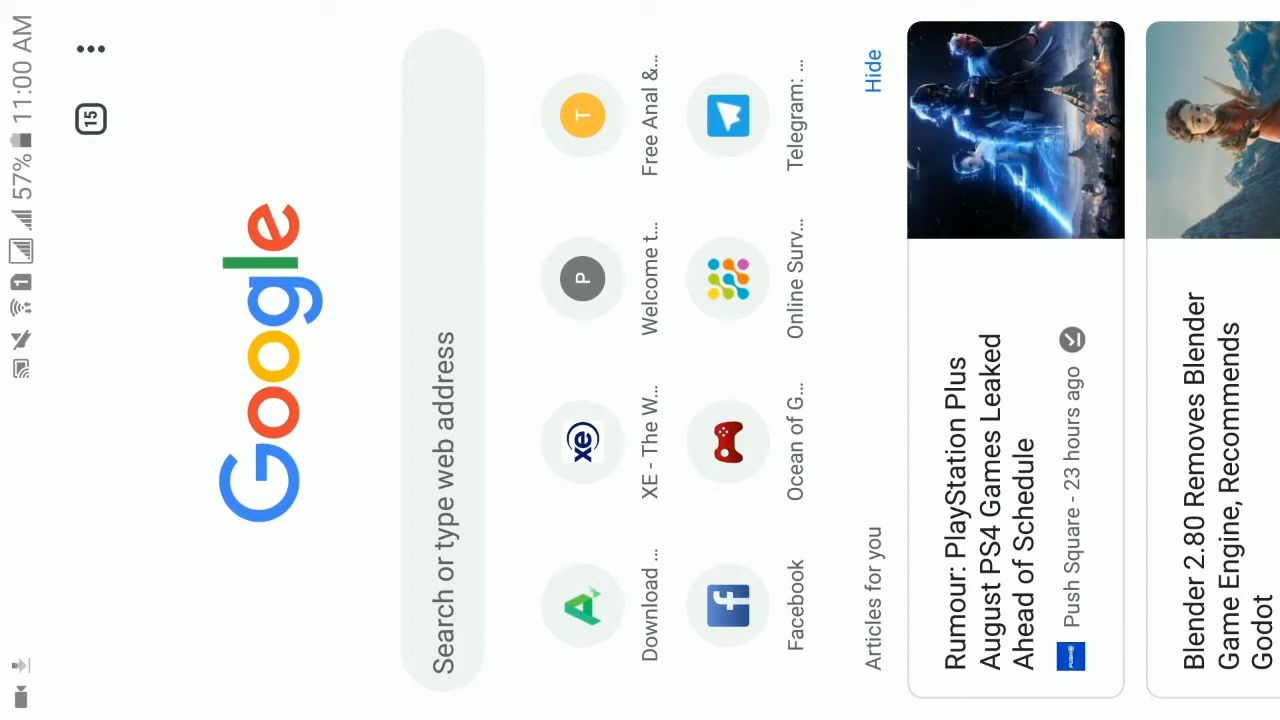 57% 11:00 AM
1
15
Google
Search or type web address
Download ...
XE - The W...
Welcome t...
Free Anal &...
xe
P
T
Facebook
Ocean of G...
Online Surv...
Telegram: ...
Articles for you
Hide
Rumour: PlayStation Plus
August PS4 Games Leaked
Ahead of Schedule
Push Square - 23 hours ago
Blender 2.80 Removes Blender
Game Engine, Recommends
Godot